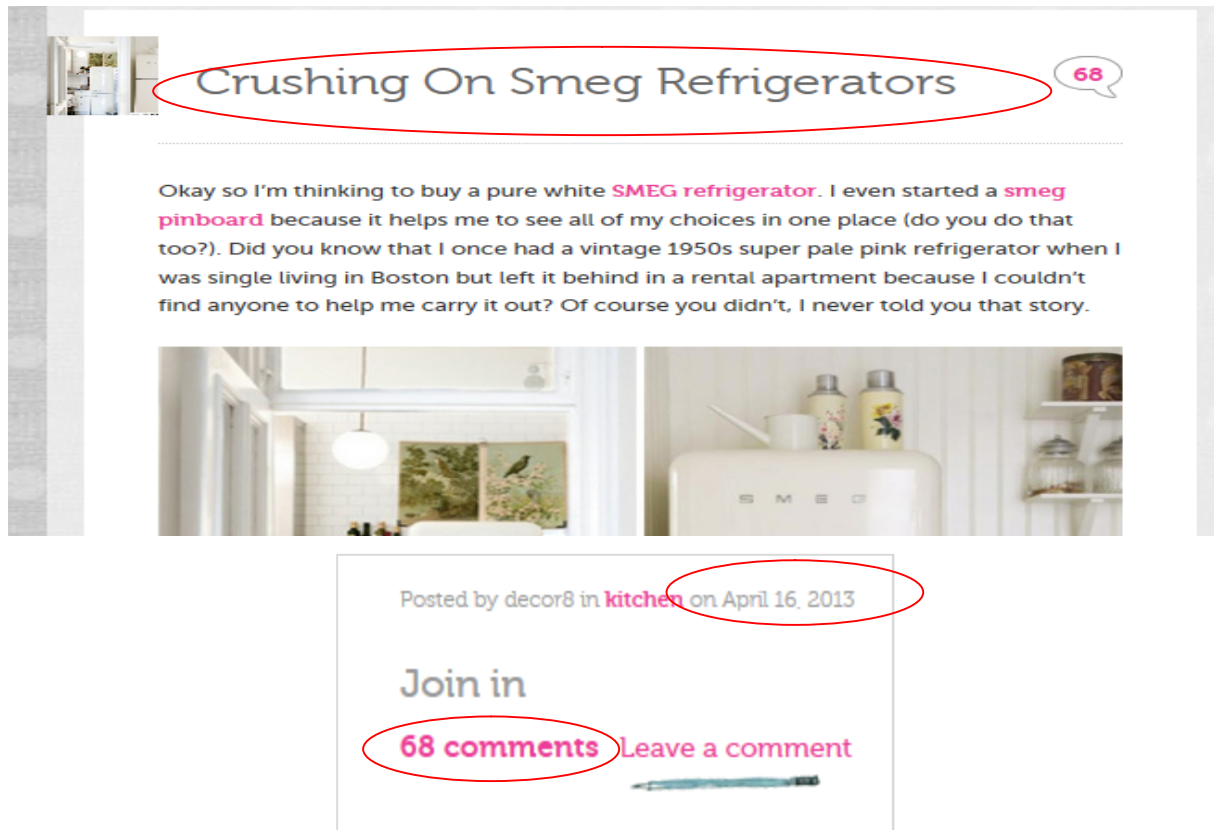 Crushing On Smeg Refrigerators
68
Okay so I'm thinking to buy a pure white SMEG refrigerator. I even started a smeg
pinboard because it helps me to see all of my choices in one place (do you do that
too?). Did you know that I once had a vintage 1950s super pale pink refrigerator when I
was single living in Boston but left it behind in a rental apartment because I couldn't
find anyone to help me carry it out? Of course you didn't, I never told you that story.
SMEG
Posted by decor8 in kitchen on April 16, 2013
Join in
68 comments Leave a comment